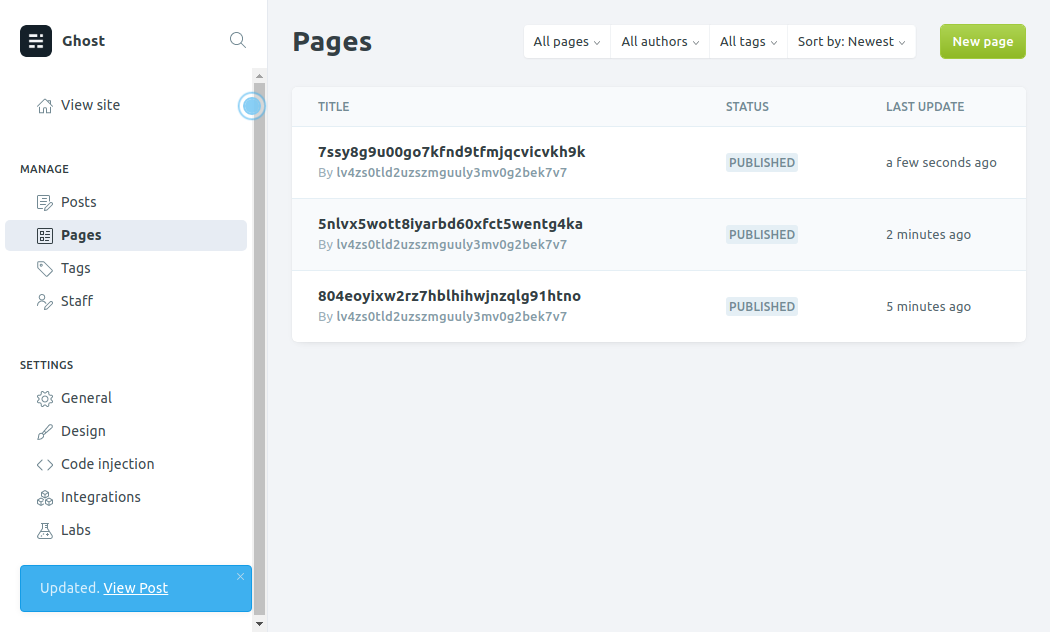 Ghost
View site
MANAGE
Posts
Pages
Tags
Staff
SETTINGS
General
Design
Code injection
Integrations
Labs
Updated. View Post
Pages
All pages
All authors
All tags
Sort by: Newest
New page
TITLE STATUS LAST UPDATE
7ssy8g9u00go7kfnd9tfmjqcvicvkh9k
By lv4zs0tld2uzszmguuly3mv0g2bek7v7
PUBLISHED
a few seconds ago
5nlvx5wott8iyarbd60xfct5wentg4ka
By lv4zs0tld2uzszmguuly3mv0g2bek7v7
PUBLISHED
2 minutes ago
804eoyixw2rz7hblhihwjnzqlg91htno
By lv4zs0tld2uzszmguuly3mv0g2bek7v7
PUBLISHED
5 minutes ago